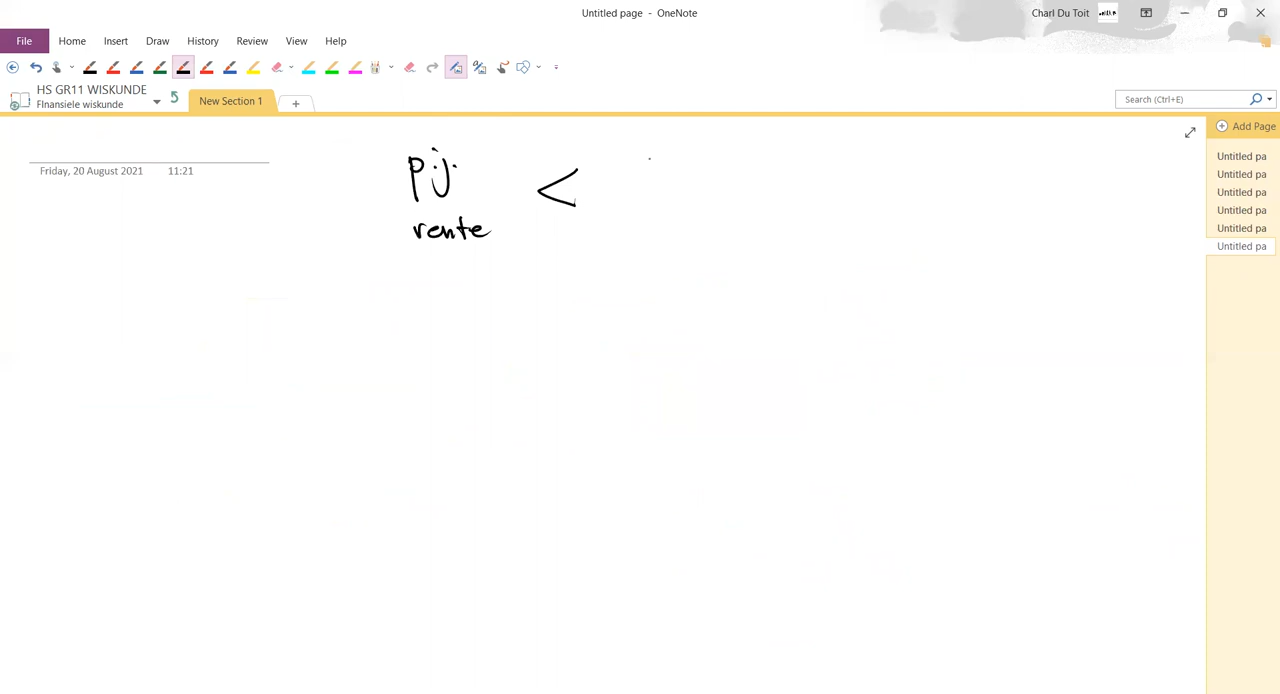 Untitled page - OneNote
Charl Du Toit
File Home Insert Draw History Review View Help
HS GR11 WISKUNDE
FInansiele wiskunde
New Section 1
Search (Ctrl+E)
Add Page
Friday, 20 August 2021 11:21
p.j.
rente
<
Untitled pa
Untitled pa
Untitled pa
Untitled pa
Untitled pa
Untitled pa